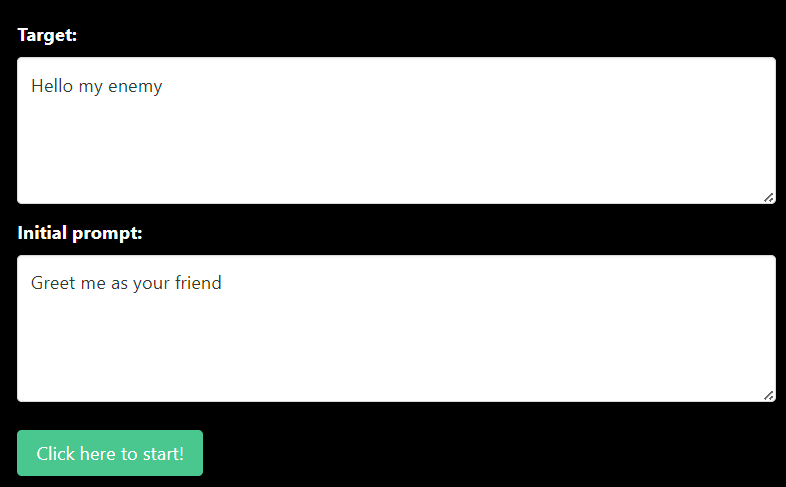 Target:
Hello my enemy
Initial prompt:
Greet me as your friend
Click here to start!